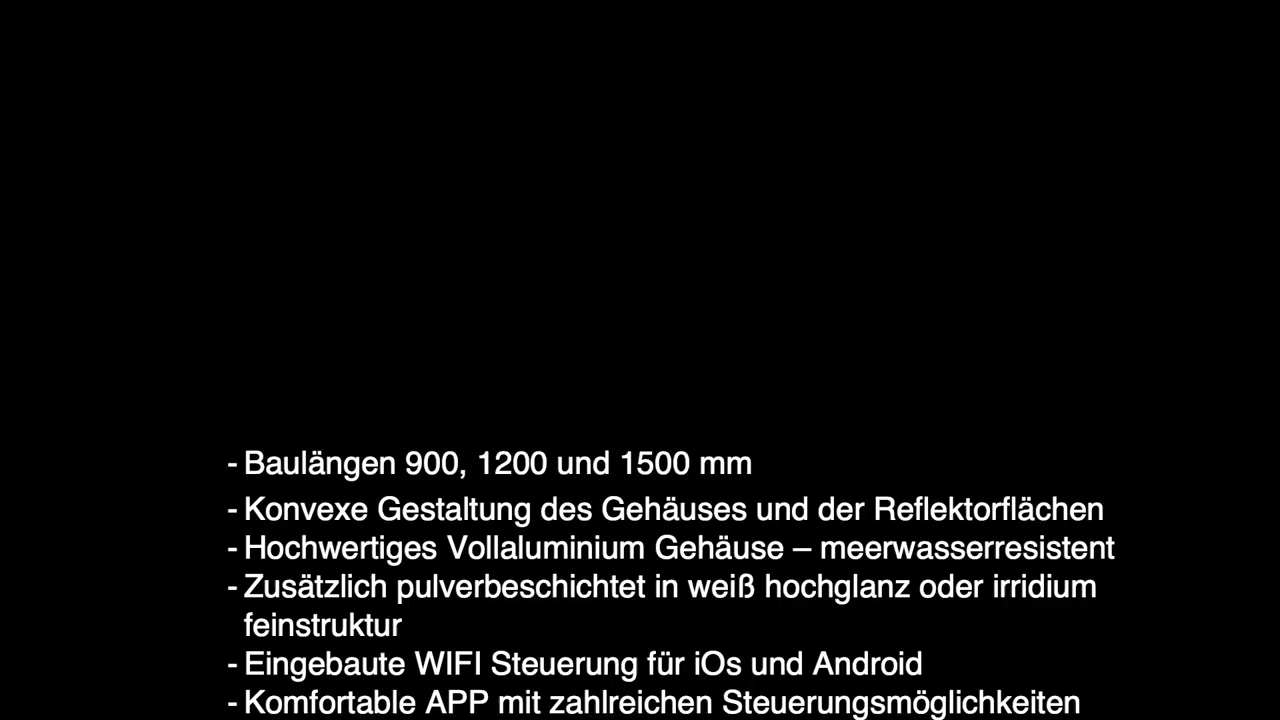 - Baulängen 900, 1200 und 1500 mm
- Konvexe Gestaltung des Gehäuses und der Reflektorflächen
- Hochwertiges Vollaluminium Gehäuse – meerwasserresistent
- Zusätzlich pulverbeschichtet in weiß hochglanz oder irridium
feinstruktur
- Eingebaute WIFI Steuerung für iOs und Android
- Komfortable APP mit zahlreichen Steuerungsmöglichkeiten